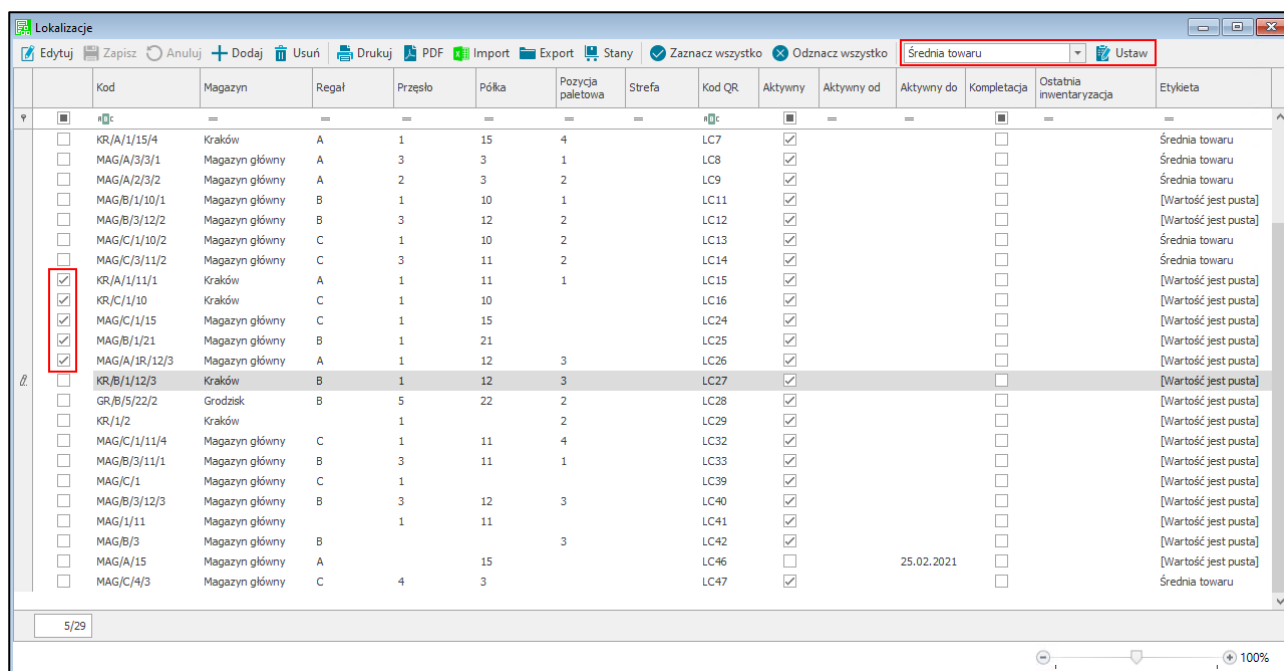 Lokalizacje
Edytuj Zapisz Anuluj Dodaj Usuń Drukuj PDF Import Export Stany Zaznacz wszystko Odznacz wszystko Średnia towaru Ustaw
Kod Magazyn Regał Przęsło Półka Pozycja paletowa Strefa Kod QR Aktywny Aktywny od Aktywny do Kompletacja Ostatnia inwentaryzacja Etykieta
KR/A/1/15/4 Kraków A 1 15 4 LC7 Średnia towaru
MAG/A/3/3/1 Magazyn główny A 3 3 1 LC8 Średnia towaru
MAG/A/2/3/2 Magazyn główny A 2 3 2 LC9 Średnia towaru
MAG/B/1/10/1 Magazyn główny B 1 10 1 LC11 [Wartość jest pusta]
MAG/B/3/12/2 Magazyn główny B 3 12 2 LC12 [Wartość jest pusta]
MAG/C/1/10/2 Magazyn główny C 1 10 2 LC13 Średnia towaru
MAG/C/3/11/2 Magazyn główny C 3 11 2 LC14 Średnia towaru
KR/A/1/11/1 Kraków A 1 11 1 LC15 [Wartość jest pusta]
KR/C/1/10 Kraków C 1 10 LC16 [Wartość jest pusta]
MAG/C/1/15 Magazyn główny C 1 15 LC24 [Wartość jest pusta]
MAG/B/1/21 Magazyn główny B 1 21 LC25 [Wartość jest pusta]
MAG/A/1R/12/3 Magazyn główny A 1 12 3 LC26 [Wartość jest pusta]
KR/B/1/12/3 Kraków B 1 12 3 LC27 [Wartość jest pusta]
GR/B/5/22/2 Grodzisk B 5 22 2 LC28 [Wartość jest pusta]
KR/1/2 Kraków 1 2 LC29 [Wartość jest pusta]
MAG/C/1/11/4 Magazyn główny C 1 11 4 LC32 [Wartość jest pusta]
MAG/B/3/11/1 Magazyn główny B 3 11 1 LC33 [Wartość jest pusta]
MAG/C/1 Magazyn główny C 1 LC39 [Wartość jest pusta]
MAG/B/3/12/3 Magazyn główny B 3 12 3 LC40 [Wartość jest pusta]
MAG/1/11 Magazyn główny 1 11 LC41 [Wartość jest pusta]
MAG/B/3 Magazyn główny B 3 LC42 [Wartość jest pusta]
MAG/A/15 Magazyn główny A 15 LC46 25.02.2021 [Wartość jest pusta]
MAG/C/4/3 Magazyn główny C 4 3 LC47 Średnia towaru
5/29
100%